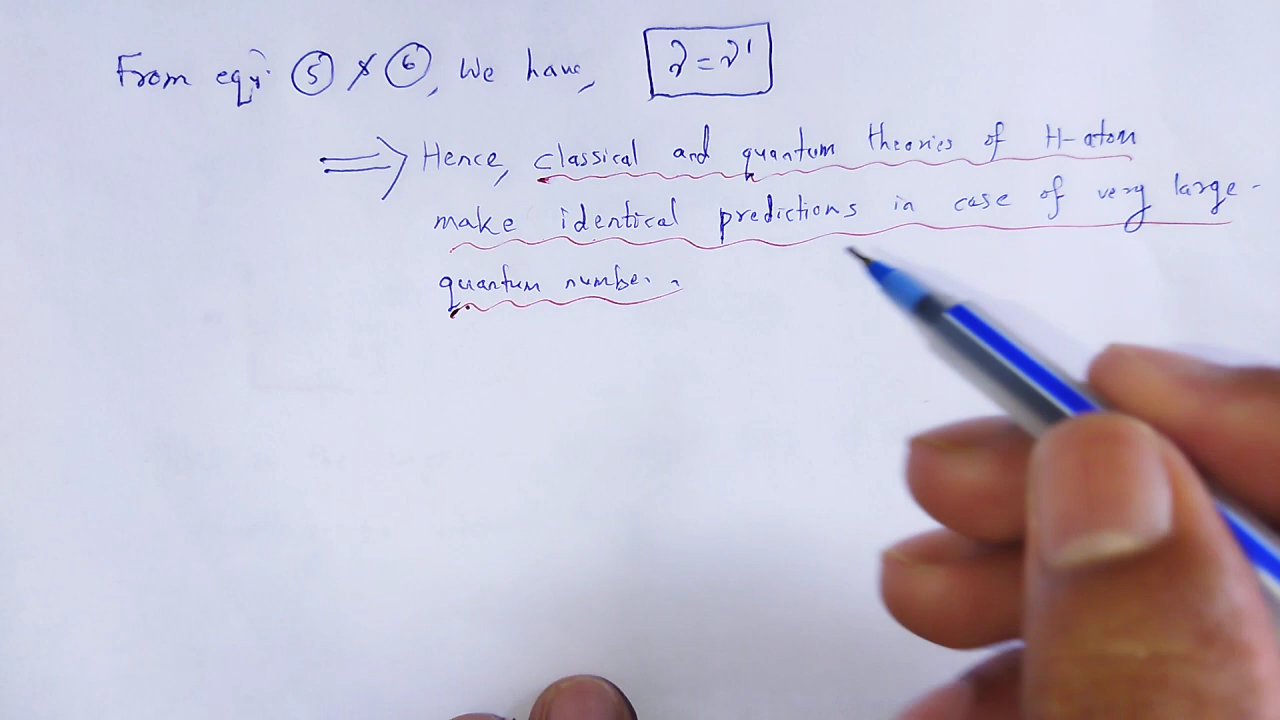 From eqn. ⑤ & ⑥, We have, ν = ν'
⟹ Hence, classical and quantum theories of H-atom
make identical predictions in case of very large
quantum number.